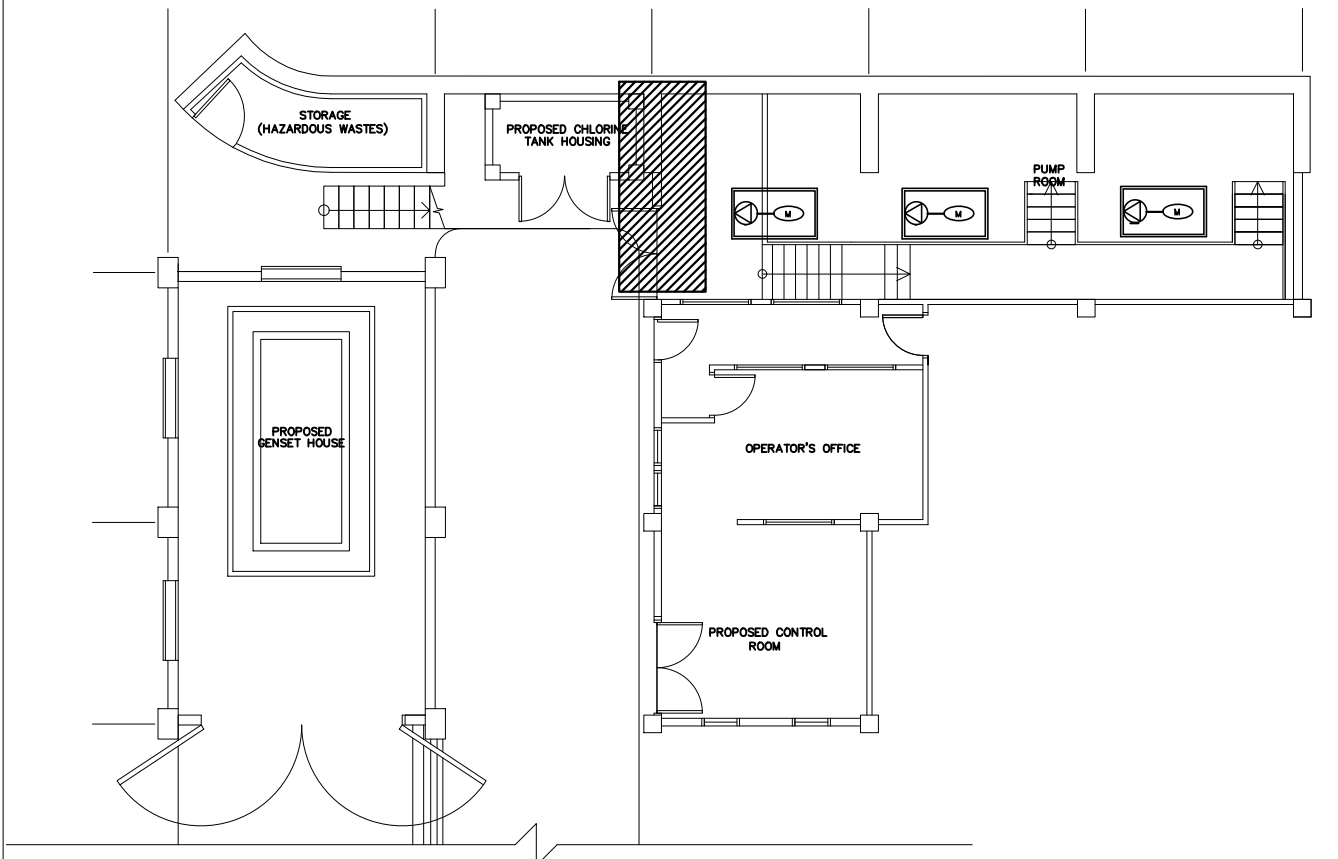 STORAGE
(HAZARDOUS WASTES)
PROPOSED CHLORINE
TANK HOUSING
PUMP
ROOM
M
M
M
PROPOSED
GENSET HOUSE
OPERATOR'S OFFICE
PROPOSED CONTROL
ROOM